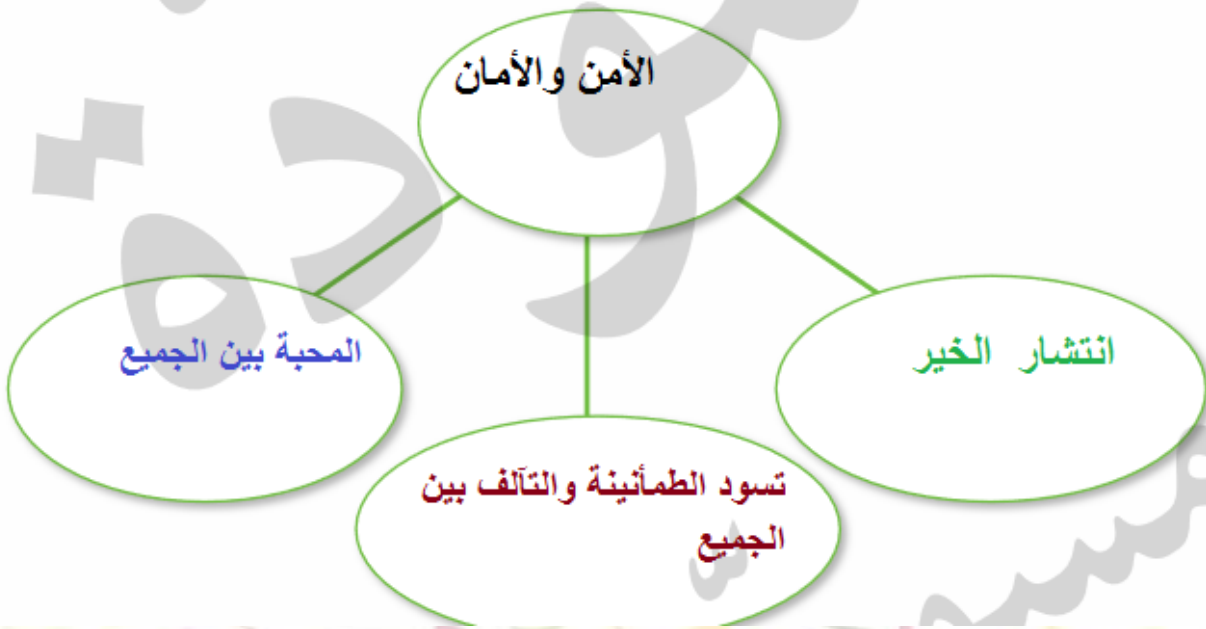 الأمن والأمان
انتشار الخير
المحبة بين الجميع
تسود الطمأنينة والتآلف بين
الجميع